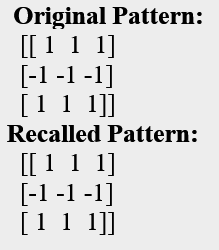 Original Pattern:
[[ 1 1 1]
[-1 -1 -1]
[ 1 1 1]]
Recalled Pattern:
[[ 1 1 1]
[-1 -1 -1]
[ 1 1 1]]